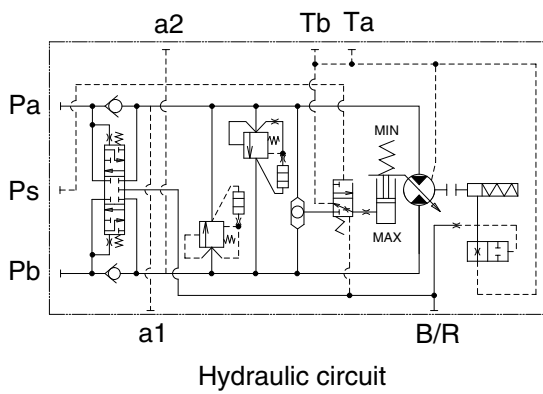 a2 Tb Ta
Pa
MIN
Ps
MAX
Pb
a1 B/R
Hydraulic circuit